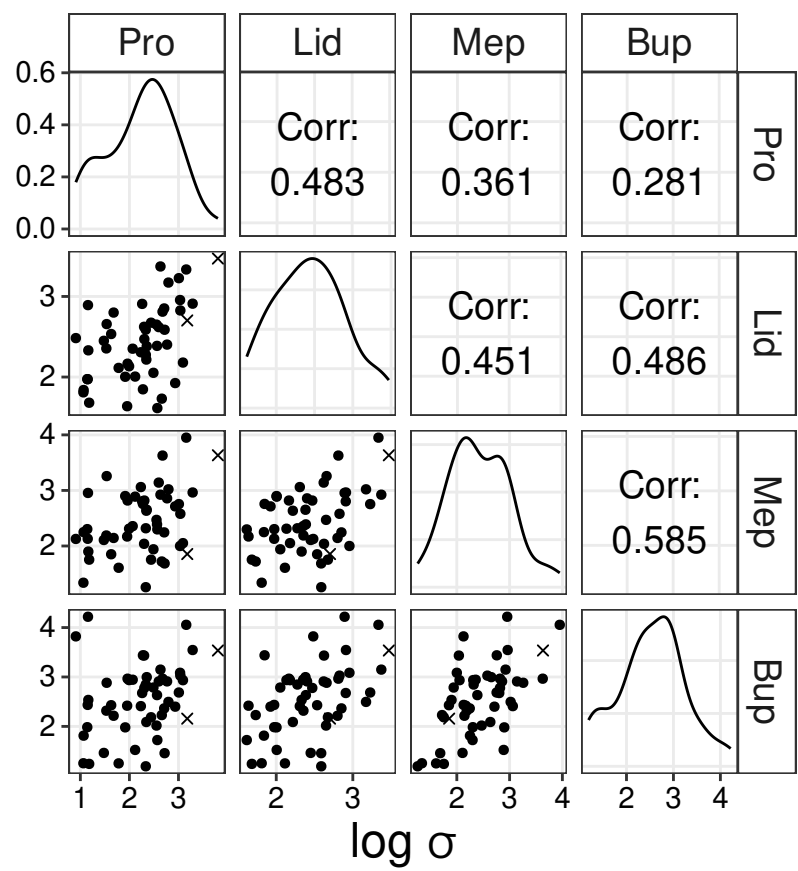 Pro Lid Mep Bup
0.6
0.4
0.2
0.0
Corr:
0.483
Corr:
0.361
Corr:
0.281
Pro
3
2
Corr:
0.451
Corr:
0.486
Lid
4
3
2
Corr:
0.585
Mep
4
3
2
Bup
1 2 3 2 3 2 3 4 2 3 4
log σ